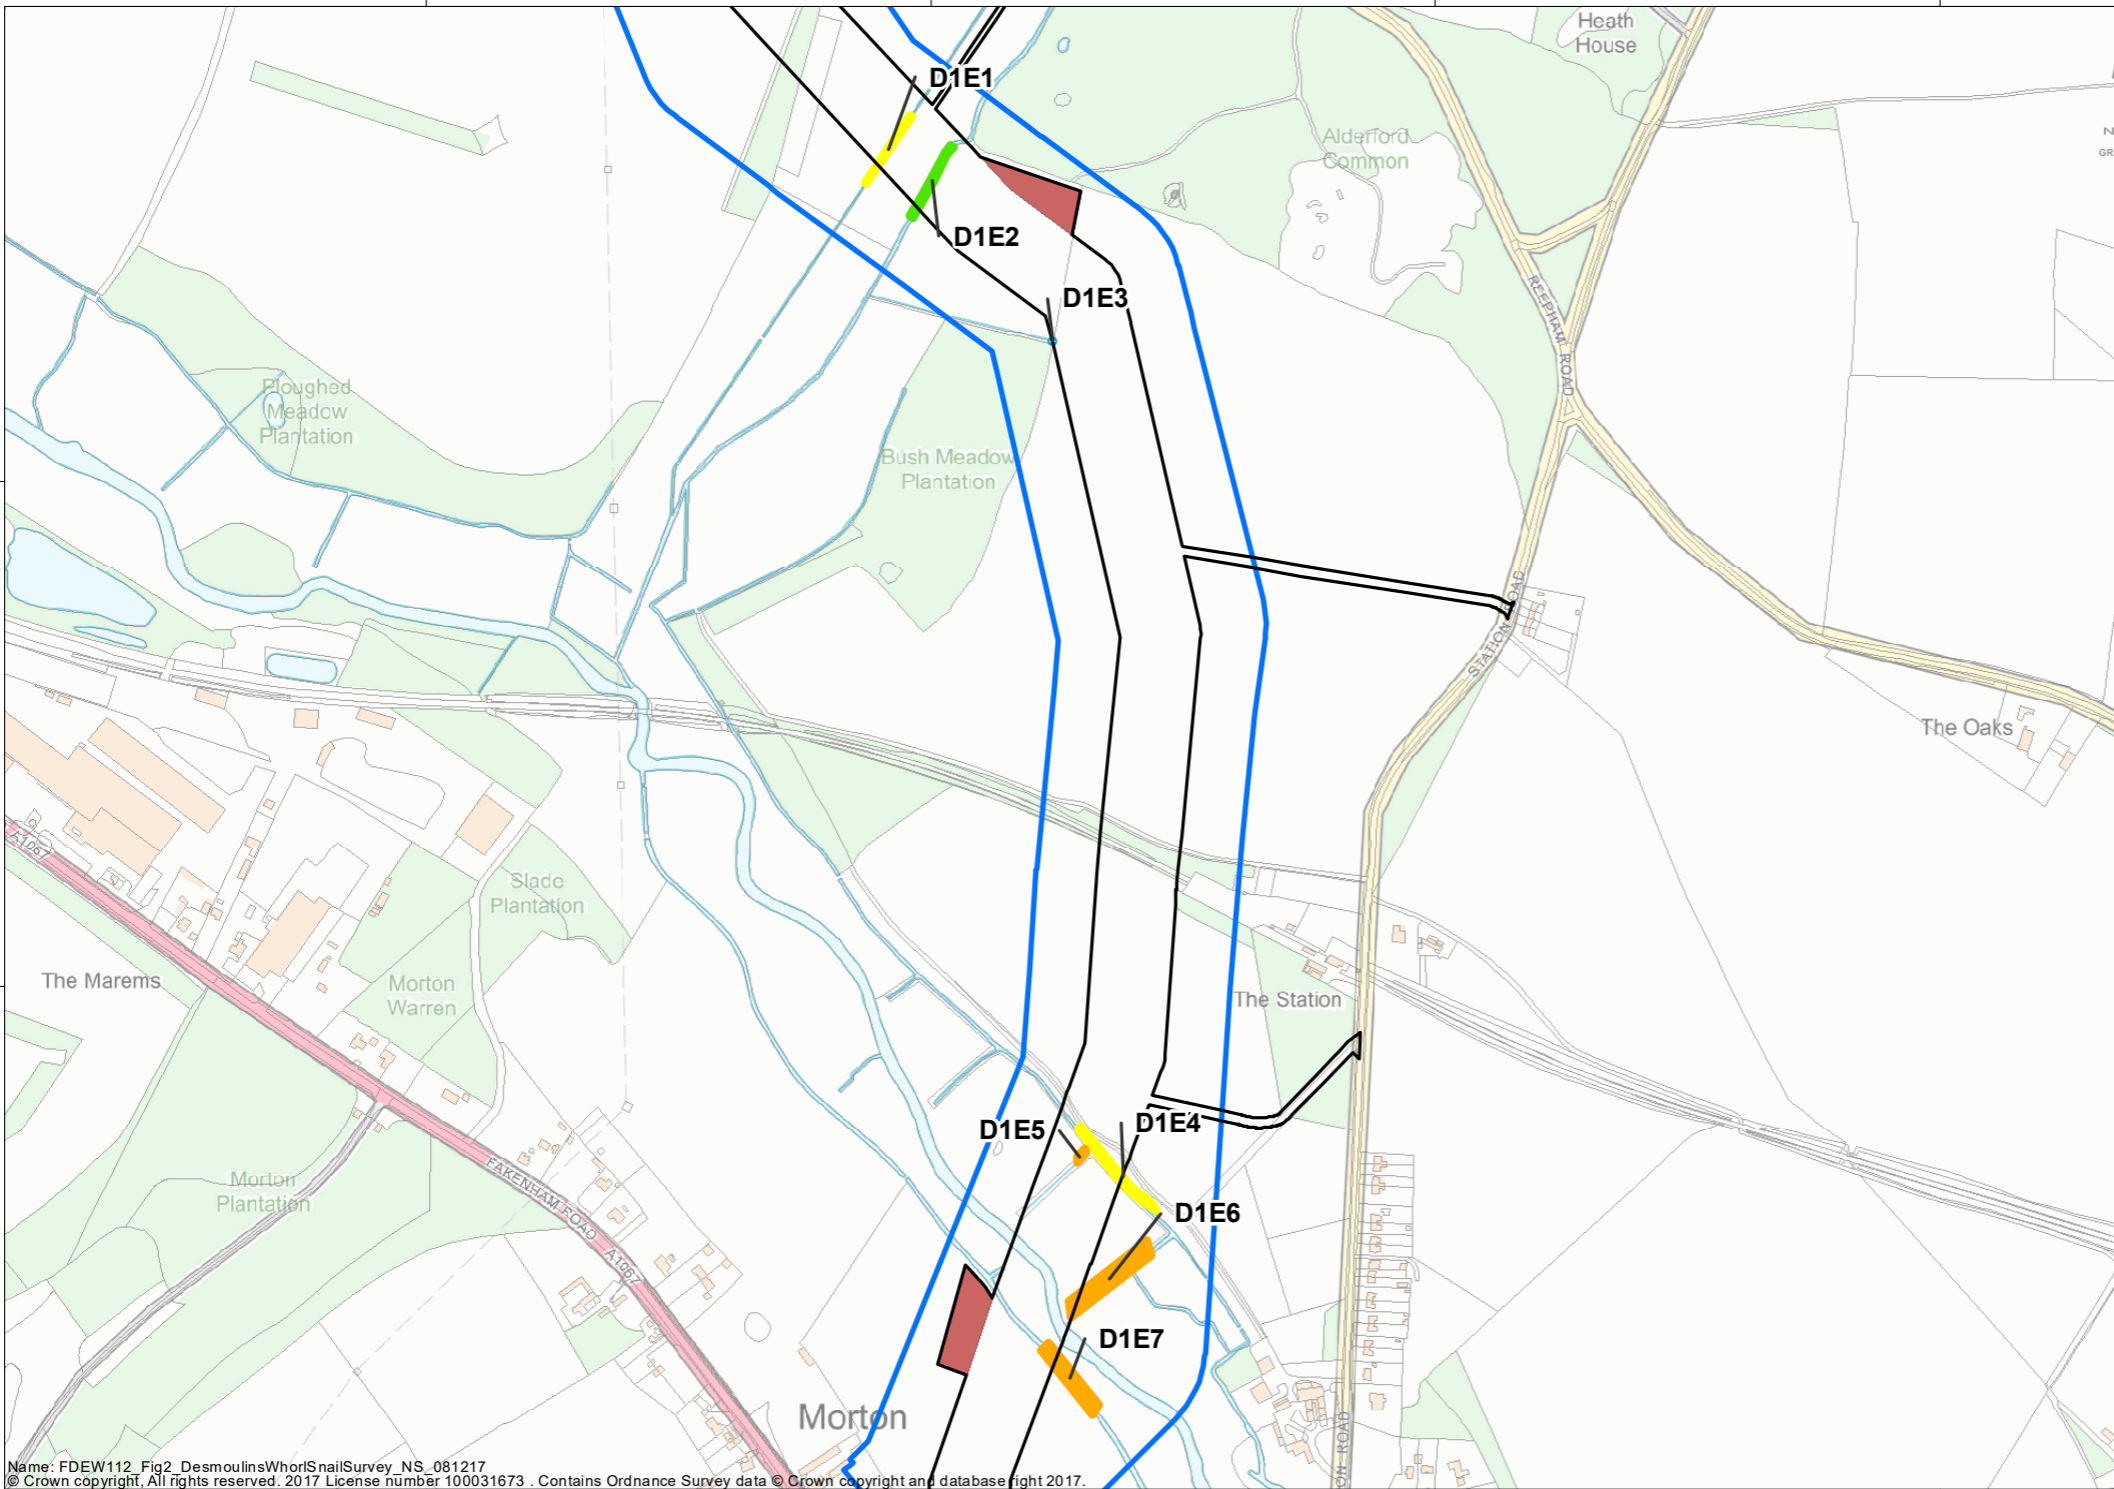 Heath
House
D1E1
Alderford
Common
N
GR
D1E2
D1E3
REEPHAM ROAD
Ploughed
Meadow
Plantation
Bush Meadow
Plantation
STATION ROAD
The Oaks
A1067
Slade
Plantation
The Marems
Morton
Warren
The Station
D1E5
D1E4
Morton
Plantation
FAKENHAM ROAD
A1067
D1E6
D1E7
Morton
ON ROAD
Name: FDEW112_Fig2_DesmoulinsWhorlSnailSurvey_NS_081217
© Crown copyright, All rights reserved. 2017 License number 100031673 . Contains Ordnance Survey data © Crown copyright and database right 2017.